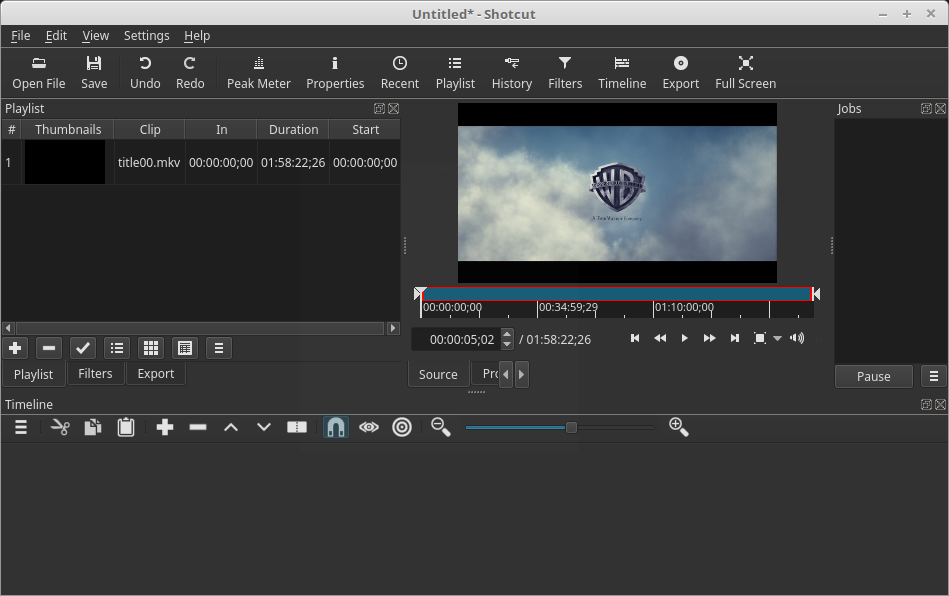 Untitled* - Shotcut
File Edit View Settings Help
Open File Save Undo Redo Peak Meter Properties Recent Playlist History Filters Timeline Export Full Screen
Playlist
# Thumbnails Clip In Duration Start
1 title00.mkv 00:00:00;00 01:58:22;26 00:00:00;00
WB
Jobs
00:00:00;00 00:34:59;29 01:10:00;00
00:00:05;02 / 01:58:22;26
Playlist Filters Export
Source Pro
Pause
Timeline